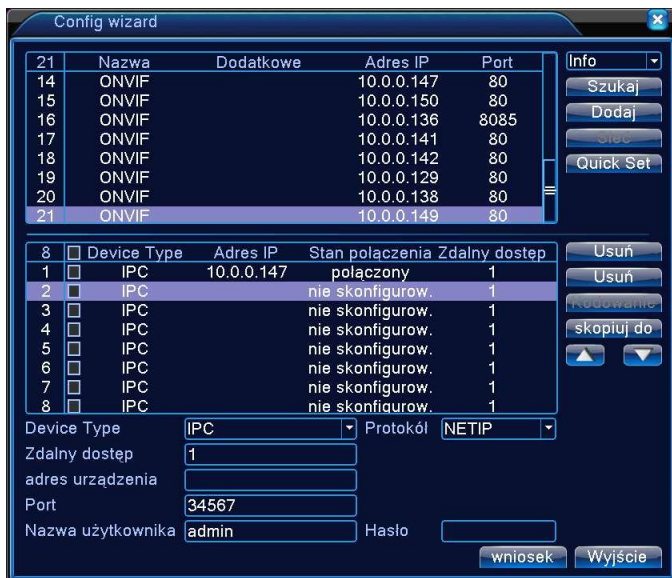 Config wizard
21 Nazwa Dodatkowe Adres IP Port
14 ONVIF 10.0.0.147 80
15 ONVIF 10.0.0.150 80
16 ONVIF 10.0.0.136 8085
17 ONVIF 10.0.0.141 80
18 ONVIF 10.0.0.142 80
19 ONVIF 10.0.0.129 80
20 ONVIF 10.0.0.138 80
21 ONVIF 10.0.0.149 80
Info
Szukaj
Dodaj
Sieć
Quick Set
8 Device Type Adres IP Stan połączenia Zdalny dostęp
1 IPC 10.0.0.147 połączony 1
2 IPC nie skonfigurow. 1
3 IPC nie skonfigurow. 1
4 IPC nie skonfigurow. 1
5 IPC nie skonfigurow. 1
6 IPC nie skonfigurow. 1
7 IPC nie skonfigurow. 1
8 IPC nie skonfigurow. 1
Usuń
Usuń
Kodowanie
skopiuj do
Device Type IPC Protokół NETIP
Zdalny dostęp 1
adres urządzenia
Port 34567
Nazwa użytkownika admin Hasło
wniosek Wyjście